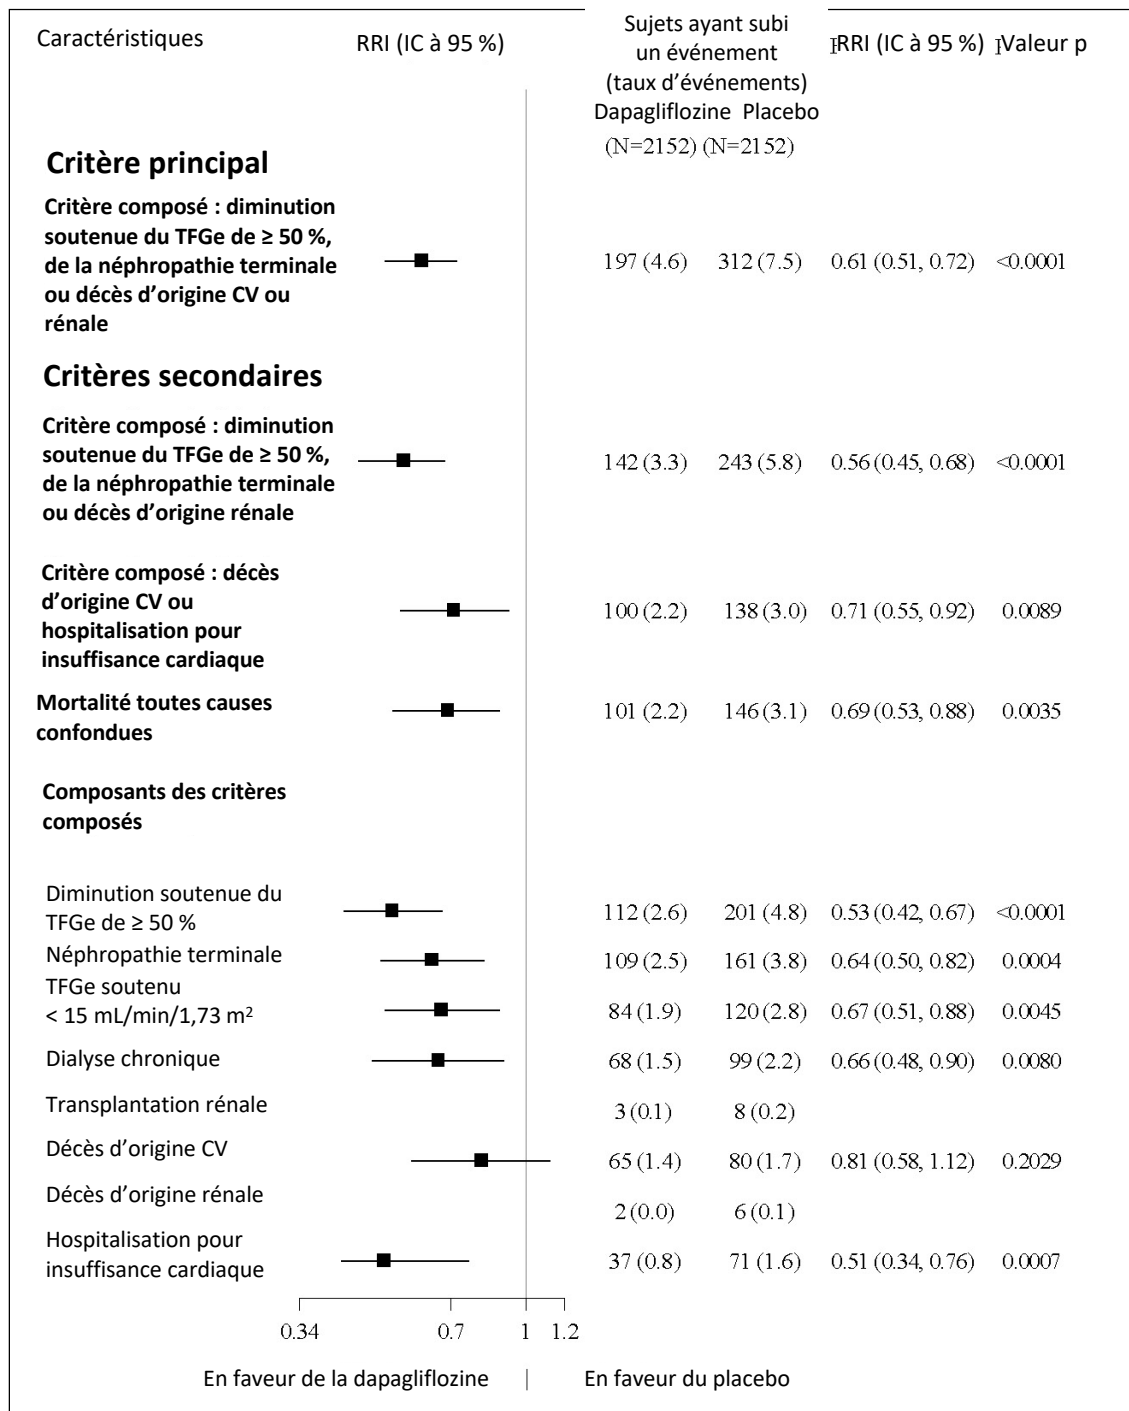 Caractéristiques
RRI (IC à 95 %)
Sujets ayant subi
un événement
(taux d'événements)
Dapagliflozine Placebo
(N=2152) (N=2152)
RRI (IC à 95 %)
Valeur p
Critère principal
Critère composé : diminution
soutenue du TFGe de ≥ 50 %,
de la néphropathie terminale
ou décès d'origine CV ou
rénale
197 (4.6) 312 (7.5) 0.61 (0.51, 0.72) <0.0001
Critères secondaires
Critère composé : diminution
soutenue du TFGe de ≥ 50 %,
de la néphropathie terminale
ou décès d'origine rénale
142 (3.3) 243 (5.8) 0.56 (0.45, 0.68) <0.0001
Critère composé : décès
d'origine CV ou
hospitalisation pour
insuffisance cardiaque
100 (2.2) 138 (3.0) 0.71 (0.55, 0.92) 0.0089
Mortalité toutes causes
confondues
101 (2.2) 146 (3.1) 0.69 (0.53, 0.88) 0.0035
Composants des critères
composés
Diminution soutenue du
TFGe de ≥ 50 %
112 (2.6) 201 (4.8) 0.53 (0.42, 0.67) <0.0001
Néphropathie terminale
109 (2.5) 161 (3.8) 0.64 (0.50, 0.82) 0.0004
TFGe soutenu
< 15 mL/min/1,73 m²
84 (1.9) 120 (2.8) 0.67 (0.51, 0.88) 0.0045
Dialyse chronique
68 (1.5) 99 (2.2) 0.66 (0.48, 0.90) 0.0080
Transplantation rénale
3 (0.1) 8 (0.2)
Décès d'origine CV
65 (1.4) 80 (1.7) 0.81 (0.58, 1.12) 0.2029
Décès d'origine rénale
2 (0.0) 6 (0.1)
Hospitalisation pour
insuffisance cardiaque
37 (0.8) 71 (1.6) 0.51 (0.34, 0.76) 0.0007
0.34 0.7 1 1.2
En faveur de la dapagliflozine
En faveur du placebo